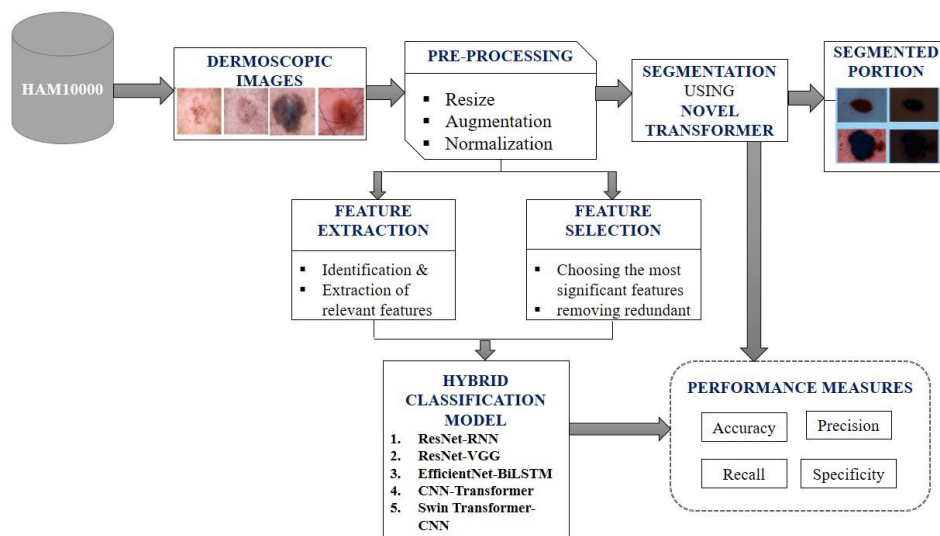 HAM10000
DERMOSCOPIC
IMAGES
PRE-PROCESSING
▪ Resize
▪ Augmentation
▪ Normalization
SEGMENTATION
USING
NOVEL
TRANSFORMER
SEGMENTED
PORTION
FEATURE
EXTRACTION
▪ Identification &
▪ Extraction of
relevant features
FEATURE
SELECTION
▪ Choosing the most
significant features
▪ removing redundant
HYBRID
CLASSIFICATION
MODEL
1. ResNet-RNN
2. ResNet-VGG
3. EfficientNet-BiLSTM
4. CNN-Transformer
5. Swin Transformer-
CNN
PERFORMANCE MEASURES
Accuracy
Precision
Recall
Specificity